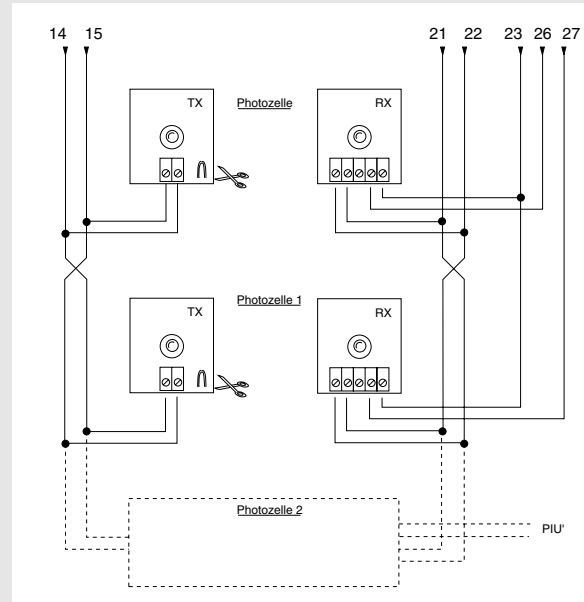 14 15 21 22 23 26 27
TX Photozelle RX
Photozelle 1
TX RX
Photozelle 2
PIU'